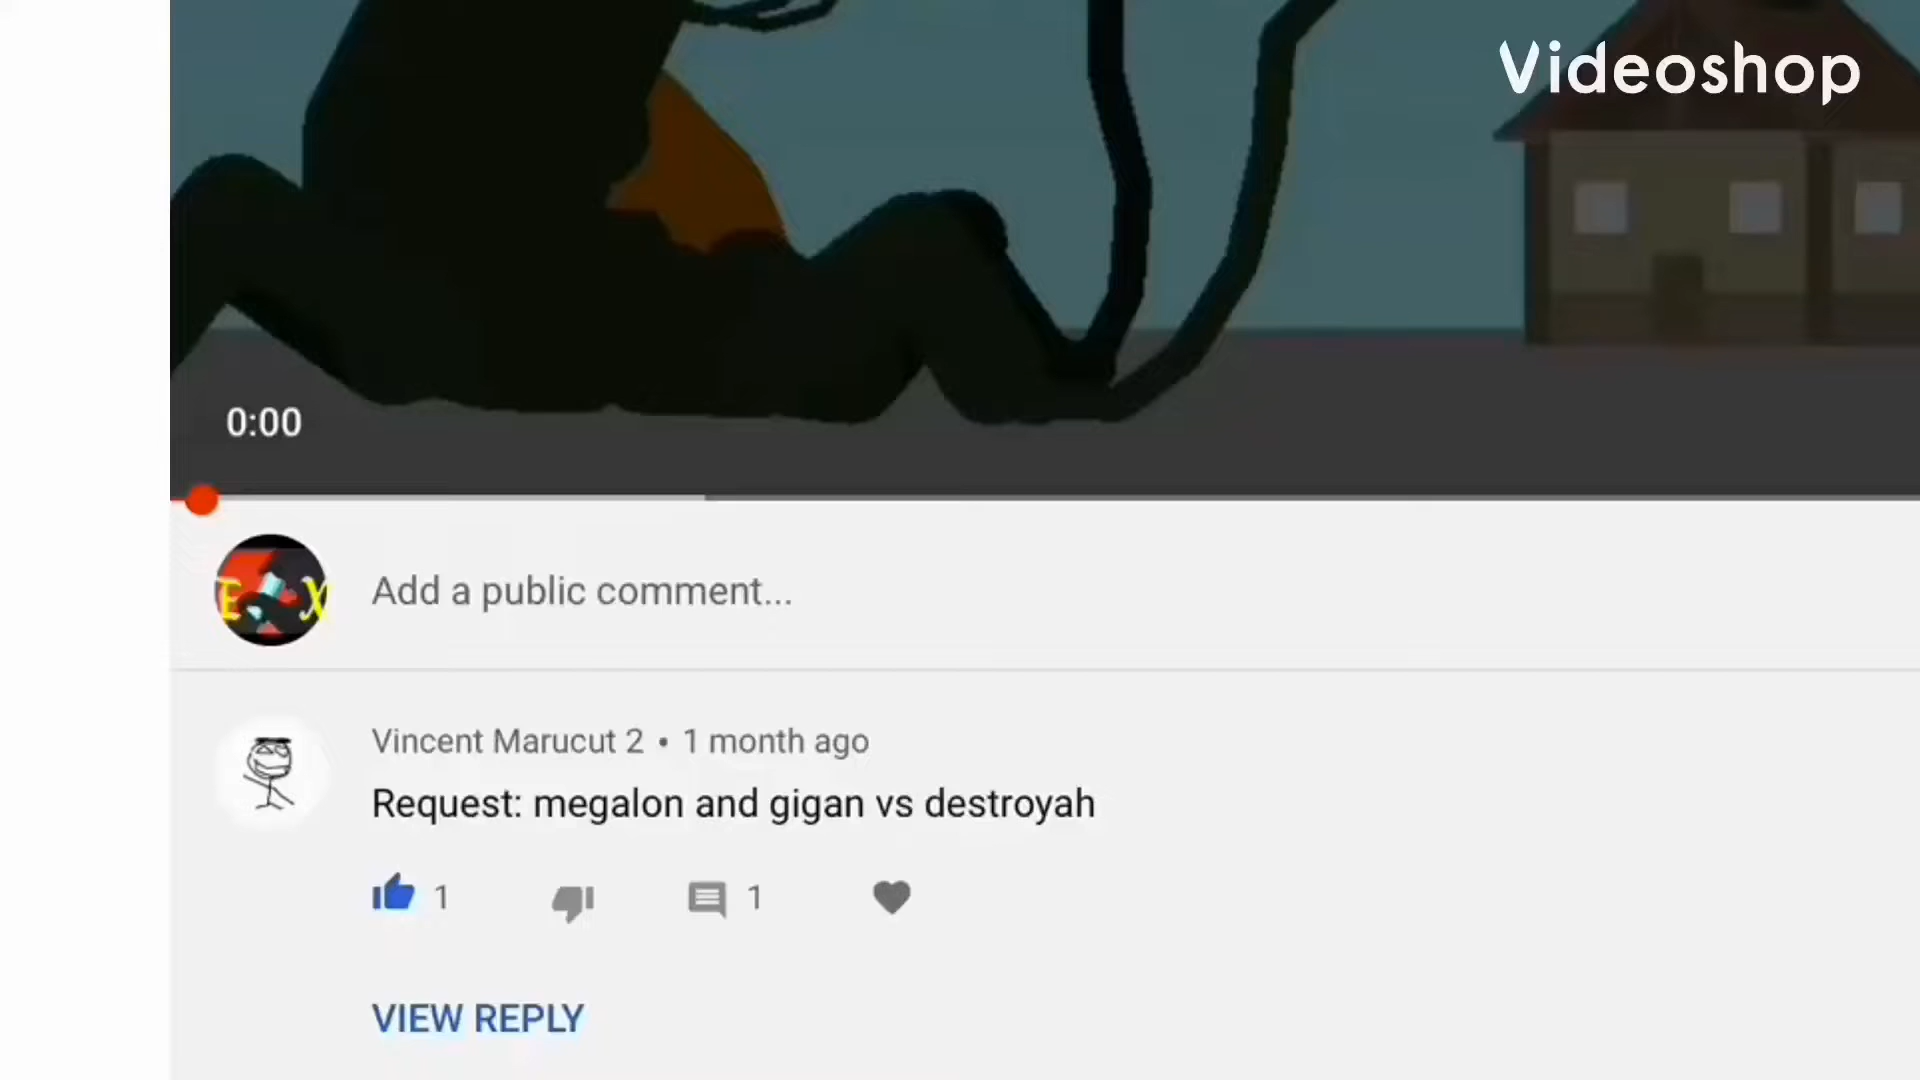 Videoshop
0:00
E X
Add a public comment...
Vincent Marucut 2 • 1 month ago
Request: megalon and gigan vs destroyah
1
1
VIEW REPLY